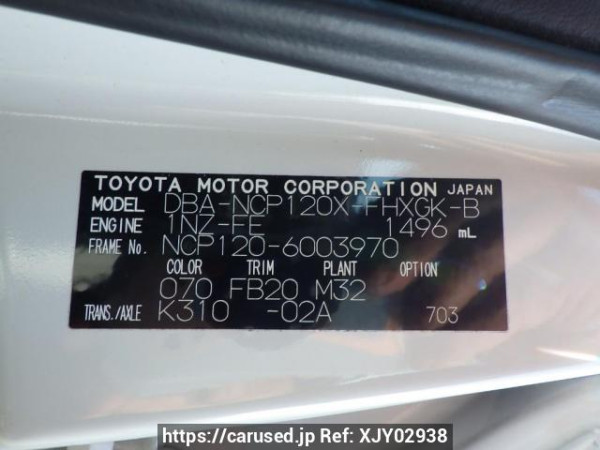 TOYOTA MOTOR CORPORATION JAPAN
MODEL DBA-NCP120X-FHXGK-B
ENGINE 1NZ-FE 1496 mL
FRAME No. NCP120-6003970
COLOR TRIM PLANT OPTION
070 FB20 M32
TRANS./AXLE K310 -02A 703
https://carused.jp Ref: XJY02938